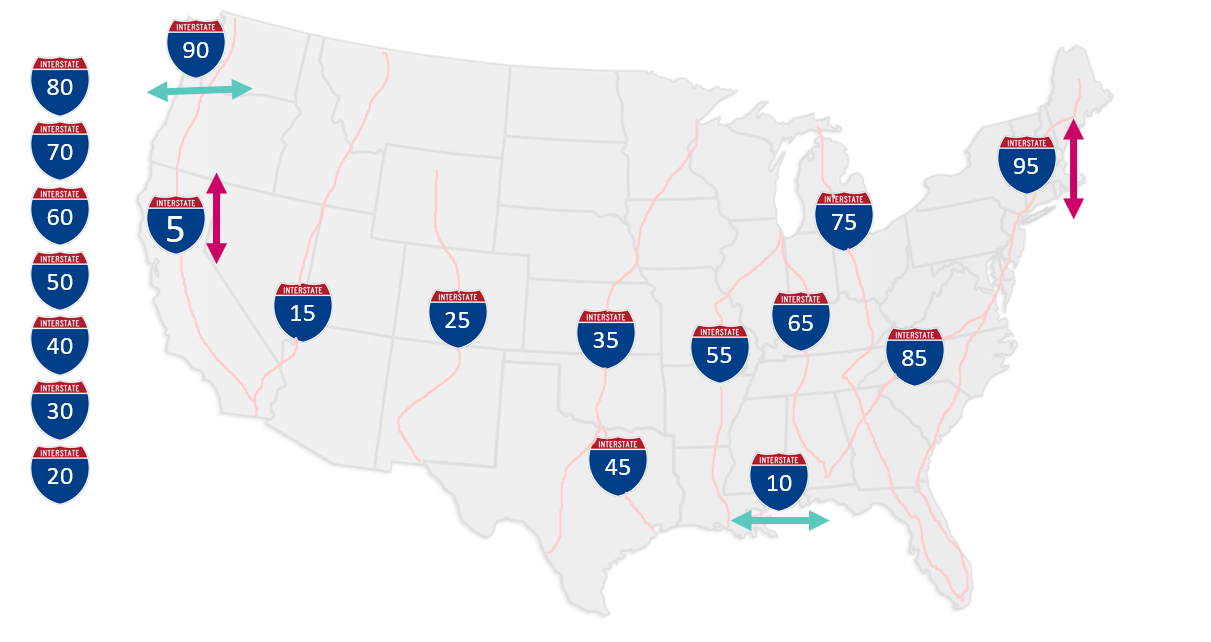 INTERSTATE
90
INTERSTATE
80
INTERSTATE
70
INTERSTATE
60
INTERSTATE
50
INTERSTATE
40
INTERSTATE
30
INTERSTATE
20
INTERSTATE
5
INTERSTATE
15
INTERSTATE
25
INTERSTATE
35
INTERSTATE
45
INTERSTATE
55
INTERSTATE
65
INTERSTATE
75
INTERSTATE
85
INTERSTATE
95
INTERSTATE
10